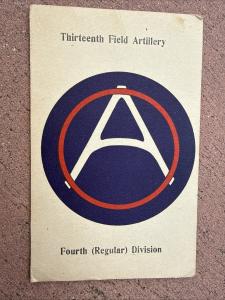 Thirteenth Field Artillery
A
Fourth (Regular) Division